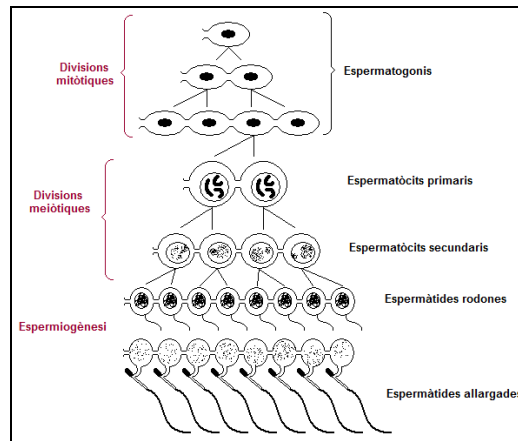 Divisions
mitòtiques
Espermatogonis
Divisions
meiòtiques
Espermatòcits primaris
Espermatòcits secundaris
Espermàtides rodones
Espermiogènesi
Espermàtides allargades